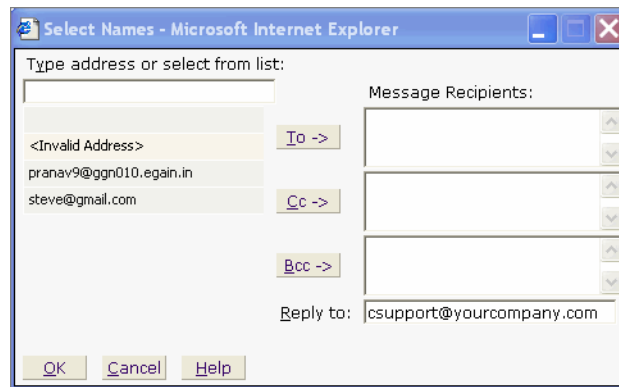 Select Names - Microsoft Internet Explorer
Type address or select from list:
Message Recipients:
To ->
<Invalid Address>
pranav9@ggn010.egain.in
steve@gmail.com
Cc ->
Bcc ->
Reply to: csupport@yourcompany.com
OK Cancel Help